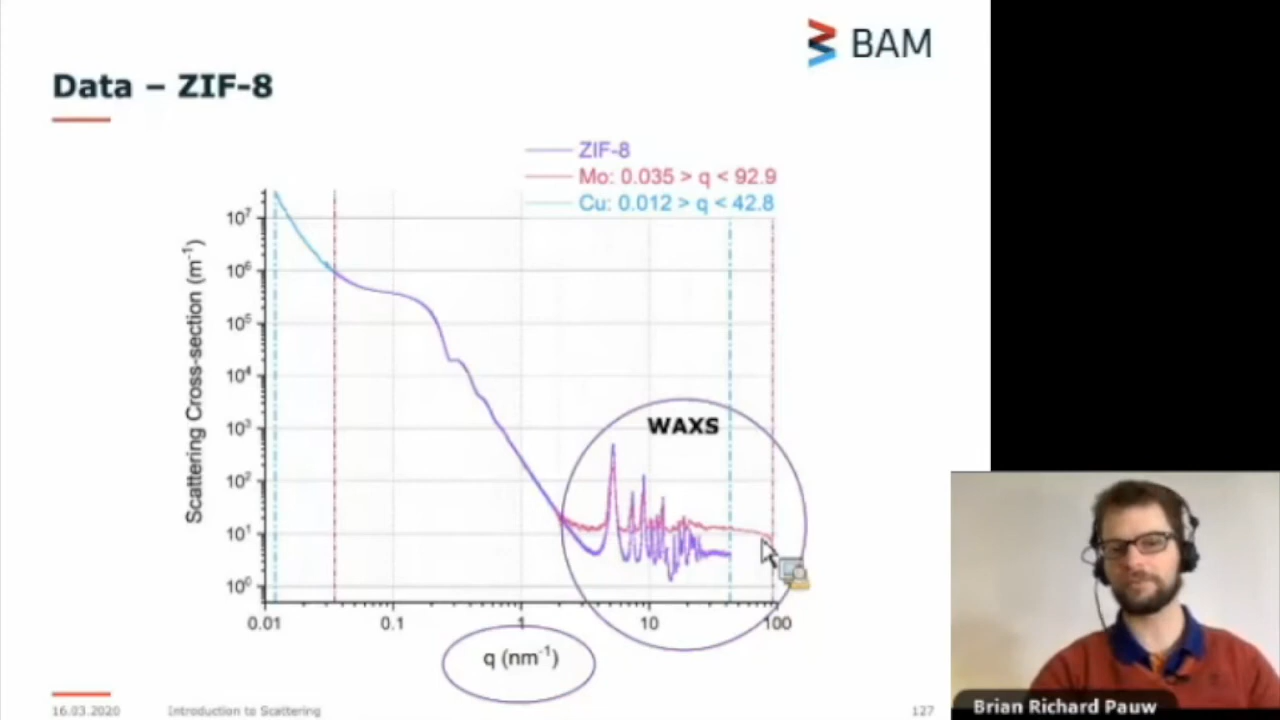 BAM
Data – ZIF-8
ZIF-8
Mo: 0.035 > q < 92.9
Cu: 0.012 > q < 42.8
Scattering Cross-section (m⁻¹)
10⁷
10⁶
10⁵
10⁴
10³
10²
10¹
10⁰
WAXS
0.01 0.1 1 10 100
q (nm⁻¹)
16.03.2020 Introduction to Scattering 127
Brian Richard Pauw